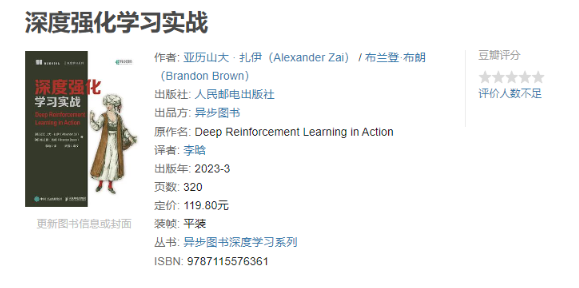 深度强化学习实战
深度强化
学习实战
Deep Reinforcement
Learning in Action
更新图书信息或封面
作者: 亚历山大 · 扎伊（Alexander Zai） / 布兰登·布朗
（Brandon Brown）
出版社: 人民邮电出版社
出品方: 异步图书
原作名: Deep Reinforcement Learning in Action
译者: 李晗
出版年: 2023-3
页数: 320
定价: 119.80元
装帧: 平装
丛书: 异步图书深度学习系列
ISBN: 9787115576361
豆瓣评分
评价人数不足